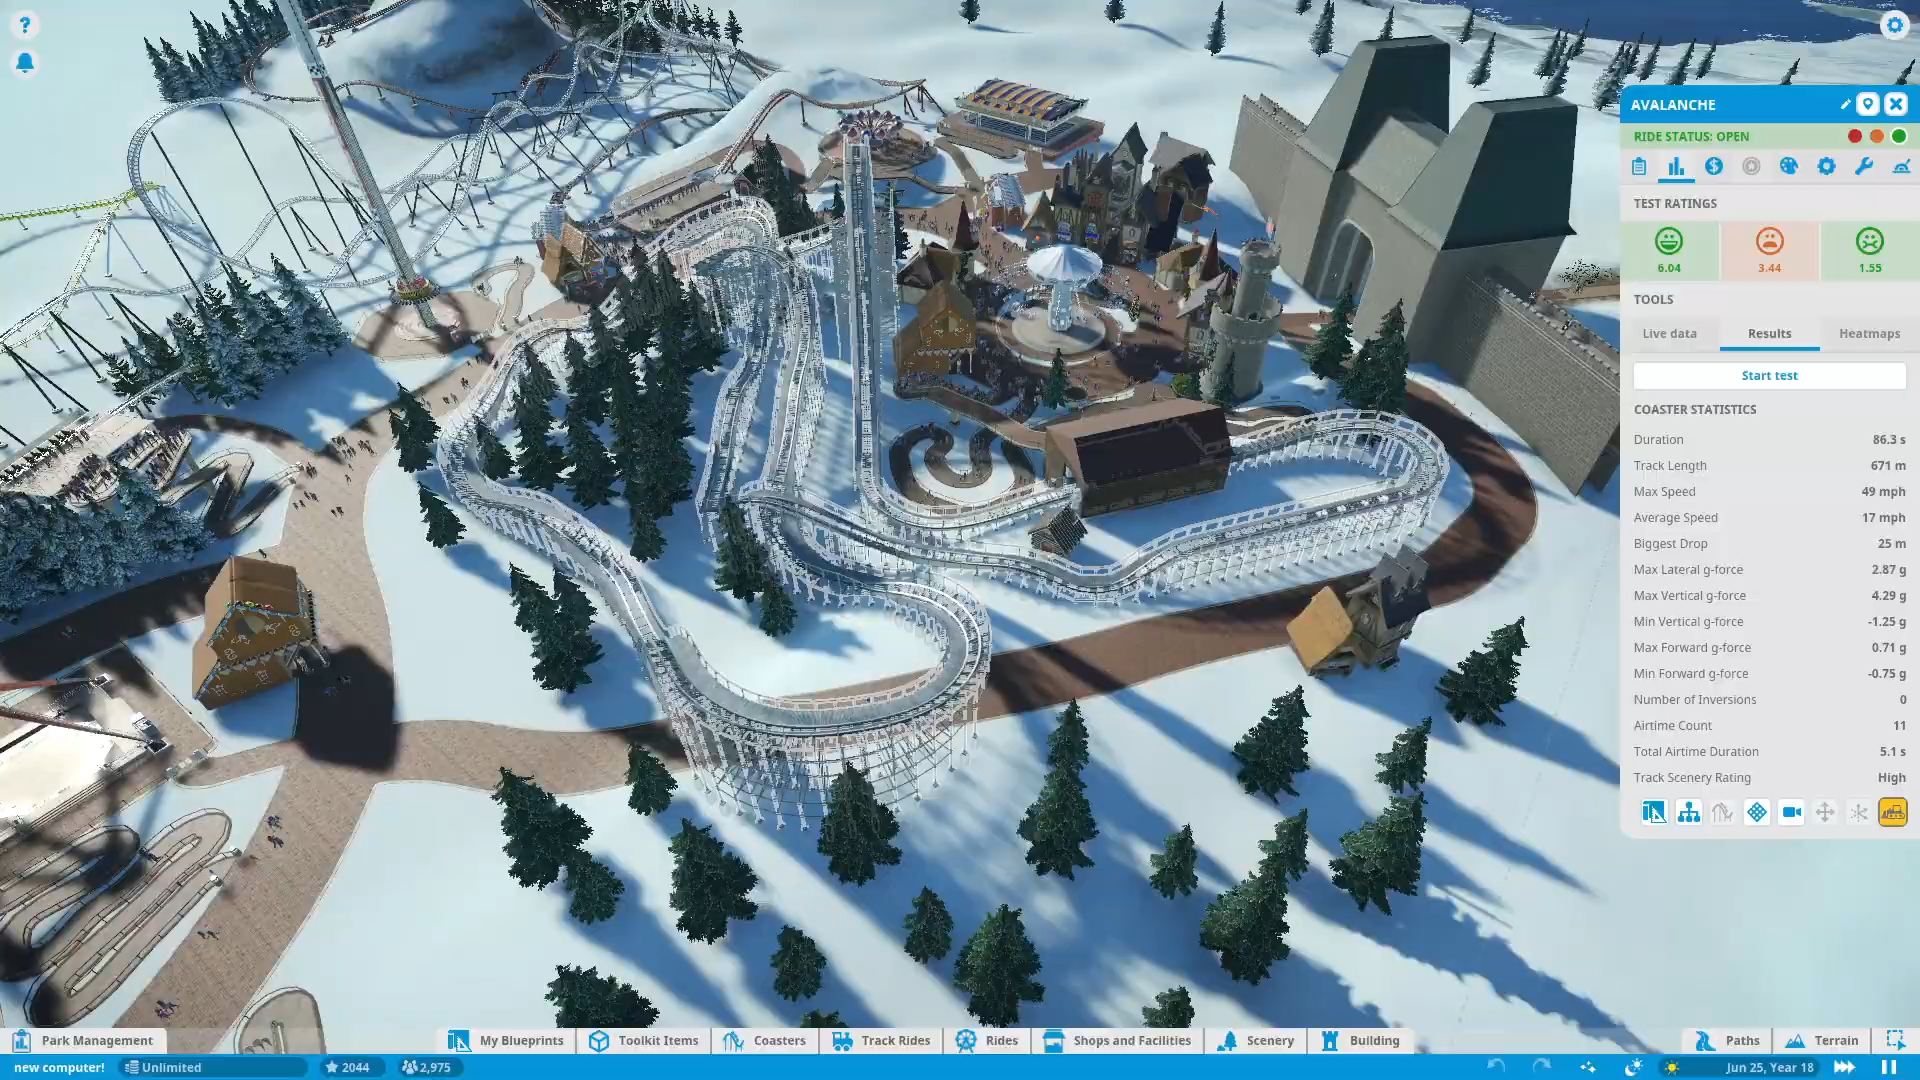 ?
AVALANCHE
RIDE STATUS: OPEN
TEST RATINGS
6.04 3.44 1.55
TOOLS
Live data Results Heatmaps
Start test
COASTER STATISTICS
Duration 86.3 s
Track Length 671 m
Max Speed 49 mph
Average Speed 17 mph
Biggest Drop 25 m
Max Lateral g-force 2.87 g
Max Vertical g-force 4.29 g
Min Vertical g-force -1.25 g
Max Forward g-force 0.71 g
Min Forward g-force -0.75 g
Number of Inversions 0
Airtime Count 11
Total Airtime Duration 5.1 s
Track Scenery Rating High
Park Management My Blueprints Toolkit Items Coasters Track Rides Rides Shops and Facilities Scenery Building Paths Terrain
new computer! Unlimited 2044 2,975 Jun 25, Year 18